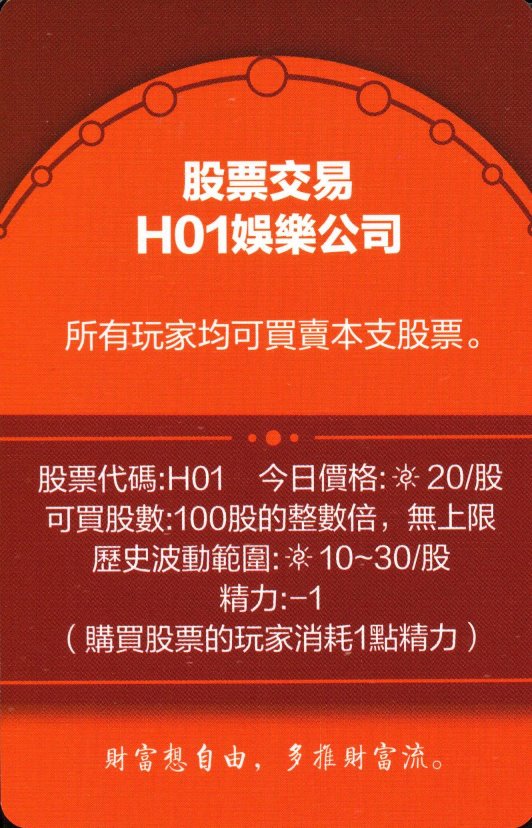 股票交易
H01娛樂公司
所有玩家均可買賣本支股票。
股票代碼:H01 今日價格: 20/股
可買股數:100股的整數倍，無上限
歷史波動範圍: 10~30/股
精力:-1
（購買股票的玩家消耗1點精力）
財富想自由，多推財富流。